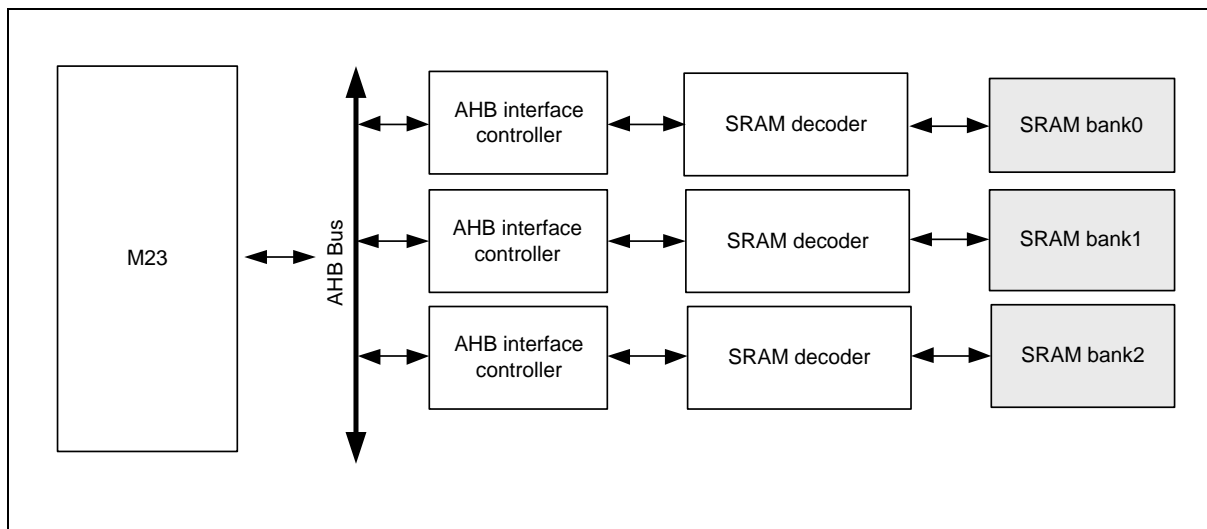 M23
AHB Bus
AHB interface
controller
SRAM decoder
SRAM bank0
AHB interface
controller
SRAM decoder
SRAM bank1
AHB interface
controller
SRAM decoder
SRAM bank2